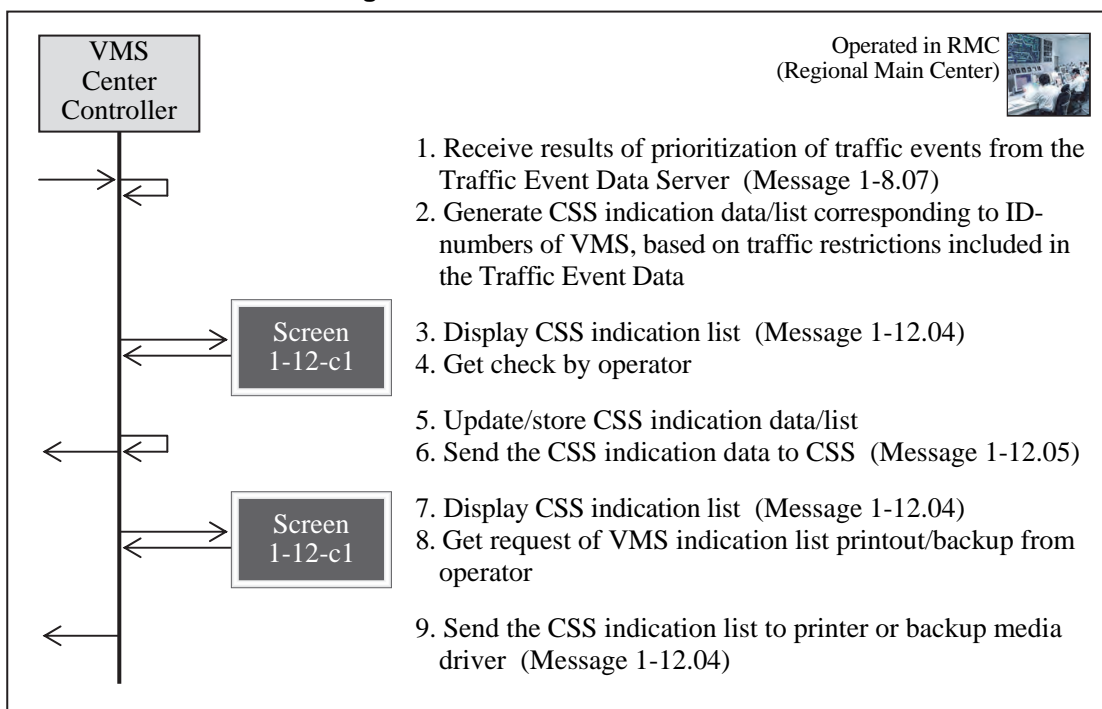 VMS
Center
Controller
Operated in RMC
(Regional Main Center)
1. Receive results of prioritization of traffic events from the
Traffic Event Data Server (Message 1-8.07)
2. Generate CSS indication data/list corresponding to ID-
numbers of VMS, based on traffic restrictions included in
the Traffic Event Data
Screen
1-12-c1
3. Display CSS indication list (Message 1-12.04)
4. Get check by operator
5. Update/store CSS indication data/list
6. Send the CSS indication data to CSS (Message 1-12.05)
Screen
1-12-c1
7. Display CSS indication list (Message 1-12.04)
8. Get request of VMS indication list printout/backup from
operator
9. Send the CSS indication list to printer or backup media
driver (Message 1-12.04)